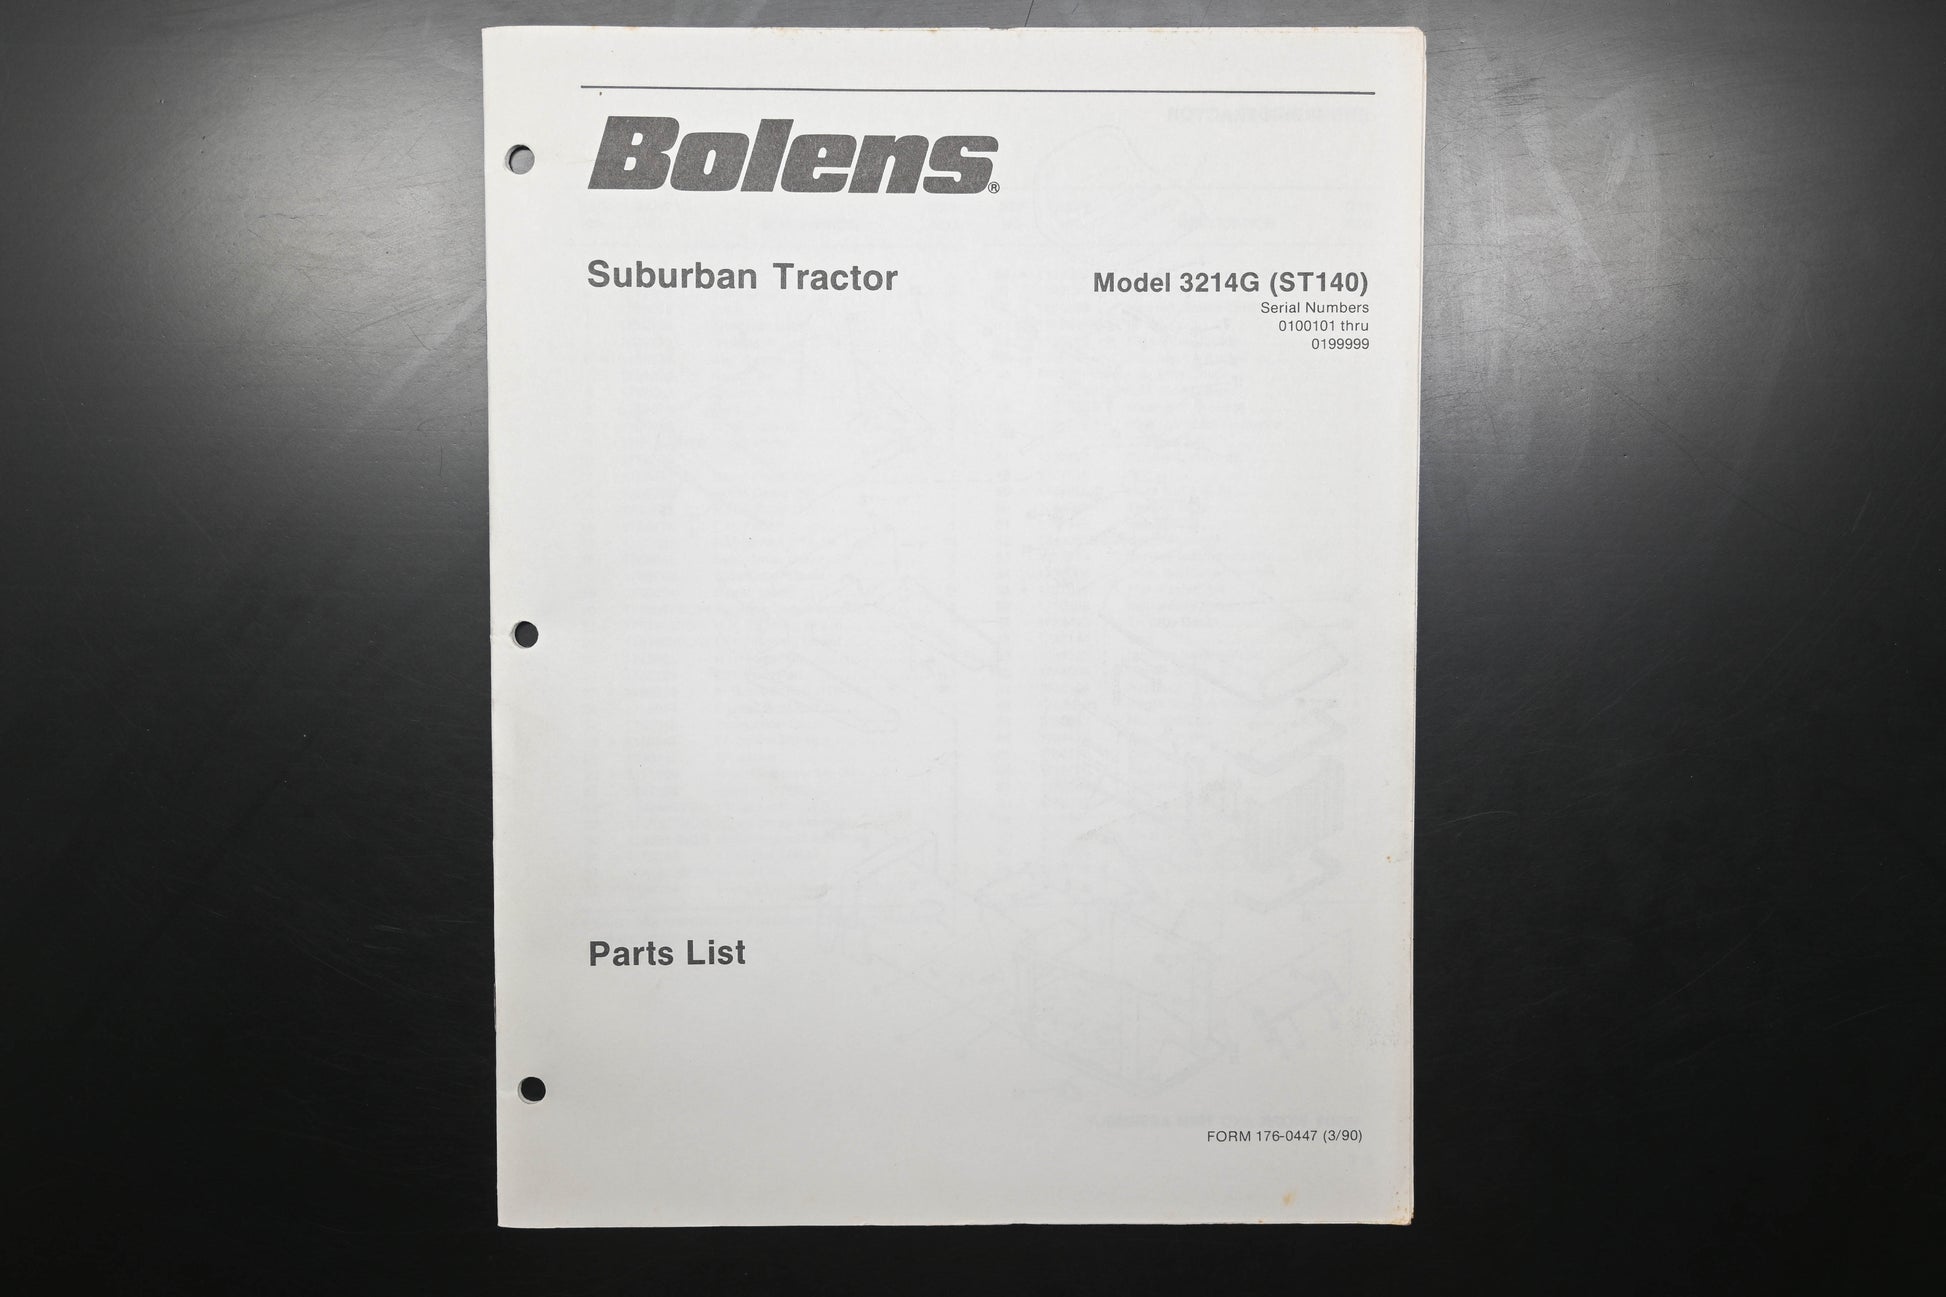 Bolens®
Suburban Tractor
Model 3214G (ST140)
Serial Numbers
0100101 thru
0199999
Parts List
FORM 176-0447 (3/90)